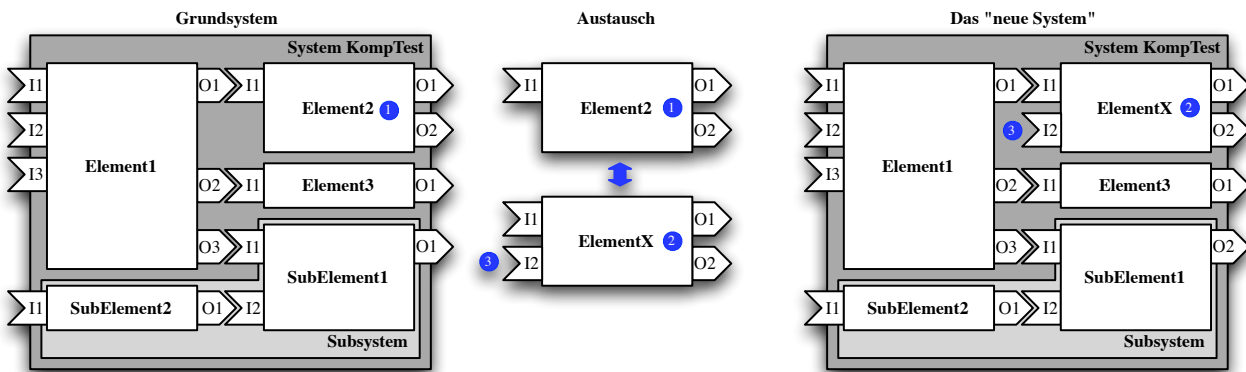 Grundsystem
System KompTest
I1
I2
I3
Element1
O1
O2
O3
I1
Element2
1
O1
O2
I1
Element3
O1
I1
I2
SubElement1
O1
I1
SubElement2
O1
Subsystem
Austausch
I1
Element2
1
O1
O2
I1
3
I2
ElementX
2
O1
O2
Das "neue System"
System KompTest
I1
I2
I3
Element1
O1
O2
O3
I1
3
I2
ElementX
2
O1
O2
I1
Element3
O1
I1
I2
SubElement1
O2
I1
SubElement2
O1
Subsystem